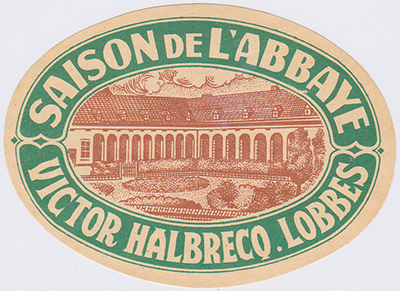 SAISON DE L'ABBAYE
VICTOR HALBRECQ. LOBBES